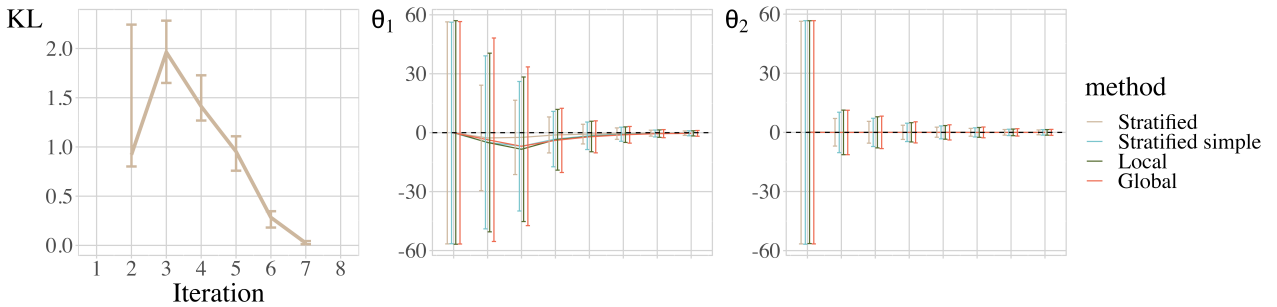 KL
2.0
1.5
1.0
0.5
0.0
1 2 3 4 5 6 7 8
Iteration
θ1
60
30
0
-30
-60
θ2
60
30
0
-30
-60
method
Stratified
Stratified simple
Local
Global